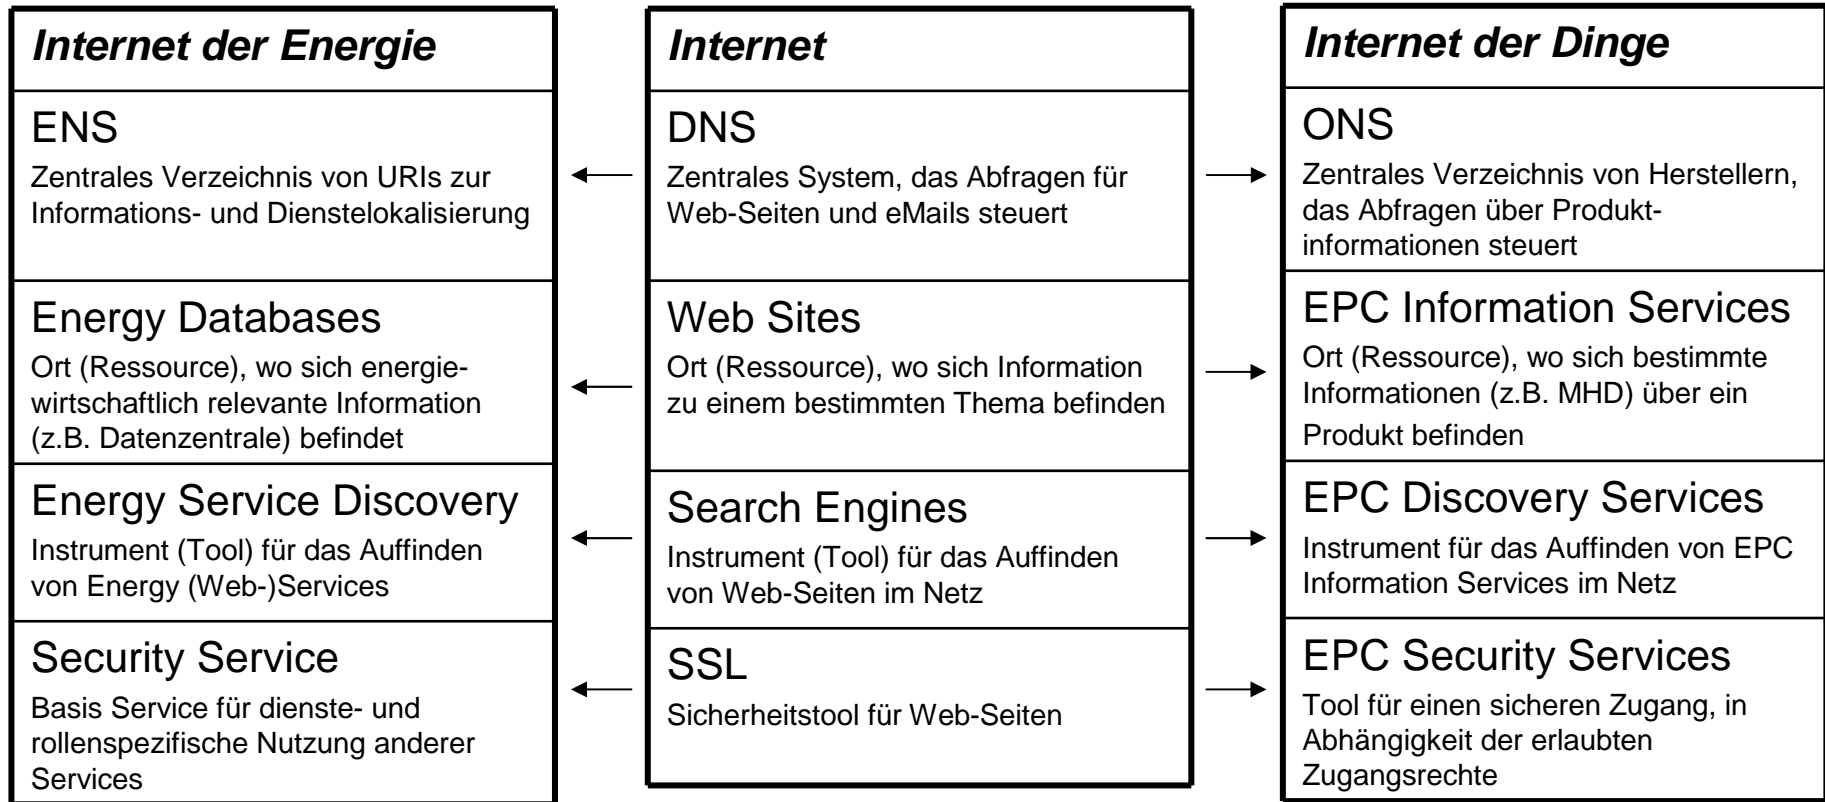 Internet der Energie
ENS
Zentrales Verzeichnis von URIs zur
Informations- und Dienstelokalisierung
Energy Databases
Ort (Ressource), wo sich energie-
wirtschaftlich relevante Information
(z.B. Datenzentrale) befindet
Energy Service Discovery
Instrument (Tool) für das Auffinden
von Energy (Web-)Services
Security Service
Basis Service für dienste- und
rollenspezifische Nutzung anderer
Services
Internet
DNS
Zentrales System, das Abfragen für
Web-Seiten und eMails steuert
Web Sites
Ort (Ressource), wo sich Information
zu einem bestimmten Thema befinden
Search Engines
Instrument (Tool) für das Auffinden
von Web-Seiten im Netz
SSL
Sicherheitstool für Web-Seiten
Internet der Dinge
ONS
Zentrales Verzeichnis von Herstellern,
das Abfragen über Produkt-
informationen steuert
EPC Information Services
Ort (Ressource), wo sich bestimmte
Informationen (z.B. MHD) über ein
Produkt befinden
EPC Discovery Services
Instrument für das Auffinden von EPC
Information Services im Netz
EPC Security Services
Tool für einen sicheren Zugang, in
Abhängigkeit der erlaubten
Zugangsrechte